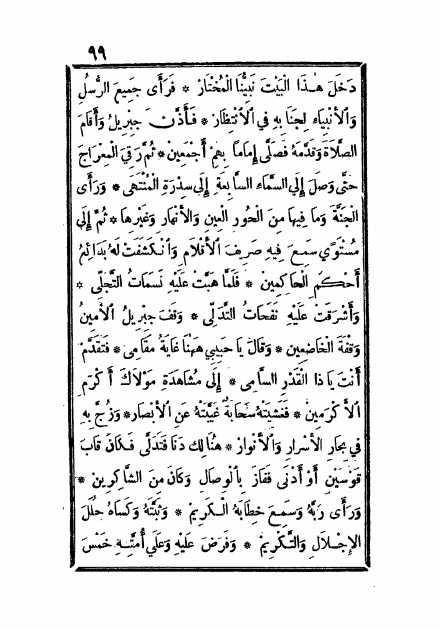 ٩٩
دَخَلَ هٰذَا الْبَيْتَ نَبِيُّنَا الْمُخْتَارْ * فَرَأَى جَمِيعَ الرُّسُلِ
وَالْأَنْبِيَاءِ لِجَنَابِهِ فِي الْاِنْتِظَارْ * فَأَذَّنَ جِبْرِيلُ وَأَقَامَ
الصَّلَاةَ وَقَدَّمَهُ فَصَلَّى إِمَامًا بِهِمْ أَجْمَعِينْ * ثُمَّ رَقِيَ الْمِعْرَاجَ
حَتَّى وَصَلَ إِلَي السَّمَاءِ السَّابِعَةِ إِلَي سِدْرَةِ الْمُنْتَهَى * وَرَأَى
الْجَنَّةَ وَمَا فِيهَا مِنَ الْحُورِ الْعِينِ وَالْأَنْهَارِ وَغَيْرِهَا * ثُمَّ إِلَي
مُسْتَوًي سَمِعَ فِيهِ صَرِيفَ الْأَقْلَامِ وَانْكَشَفَتْ لَهُ بَدَائِعُ
أَحْكَمِ الْحَاكِمِينْ * فَلَمَّا هَبَّتْ عَلَيْهِ نَسَمَاتُ التَّجَلِّى *
وَأَشْرَقَتْ عَلَيْهِ نَفَحَاتُ التَّدَلِّى * وَقَفَ جِبْرِيلُ الْأَمِينُ
وَقْفَةَ الْخَاضِعِينْ * وَقَالَ يَا حَبِيبِي هٰهُنَا غَايَةُ مَقَامِى * فَتَقَدَّمْ
أَنْتَ يَا ذَا الْقَدْرِ السَّامِى * إِلَى مُشَاهَدَةِ مَوْلَاكَ أَكْرَمِ
الْأَكْرَمِينْ * فَغَشِيَتْهُ سَحَابَةٌ غَيَّبَتْهُ عَنِ الْأَبْصَارْ * وَزُجَّ بِهِ
فِي بِحَارِ الْأَسْرَارِ وَالْأَنْوَارْ * هُنَالِكَ دَنَا فَتَدَلَّى فَكَانَ قَابَ
قَوْسَيْنِ أَوْ أَدْنَى فَفَازَ بِالْوِصَالِ وَكَانَ مِنَ الشَّاكِرِينْ *
وَرَأَى رَبَّهُ وَسَمِعَ خِطَابَهُ الْكَرِيمْ * وَثَبَّتَهُ وَكَسَاهُ حُلَلَ
الْإِجْلَالِ وَالتَّكْرِيمْ * وَفَرَضَ عَلَيْهِ وَعَلَي أُمَّتِهِ خَمْسَ